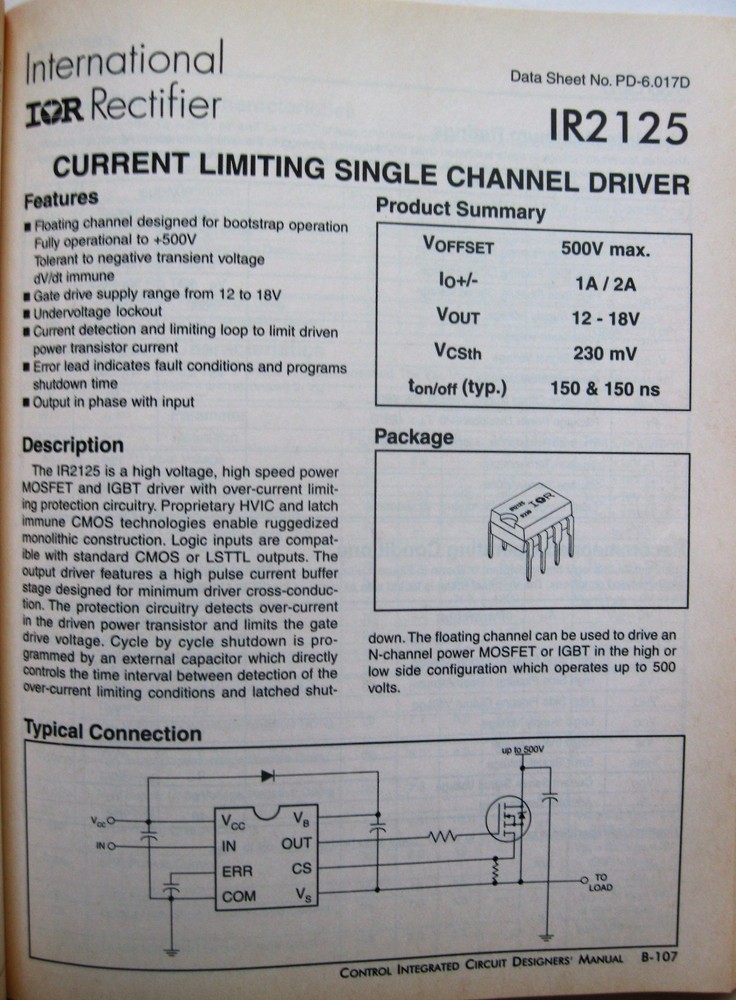 International
IOR Rectifier
Data Sheet No. PD-6.017D
IR2125
CURRENT LIMITING SINGLE CHANNEL DRIVER
Features
■ Floating channel designed for bootstrap operation
Fully operational to +500V
Tolerant to negative transient voltage
dV/dt immune
■ Gate drive supply range from 12 to 18V
■ Undervoltage lockout
■ Current detection and limiting loop to limit driven
power transistor current
■ Error lead indicates fault conditions and programs
shutdown time
■ Output in phase with input
Product Summary
VOFFSET 500V max.
IO+/- 1A / 2A
VOUT 12 - 18V
VCSth 230 mV
ton/off (typ.) 150 & 150 ns
Description
The IR2125 is a high voltage, high speed power
MOSFET and IGBT driver with over-current limit-
ing protection circuitry. Proprietary HVIC and latch
immune CMOS technologies enable ruggedized
monolithic construction. Logic inputs are compat-
ible with standard CMOS or LSTTL outputs. The
output driver features a high pulse current buffer
stage designed for minimum driver cross-conduc-
tion. The protection circuitry detects over-current
in the driven power transistor and limits the gate
drive voltage. Cycle by cycle shutdown is pro-
grammed by an external capacitor which directly
controls the time interval between detection of the
over-current limiting conditions and latched shut-
Package
IOR
down. The floating channel can be used to drive an
N-channel power MOSFET or IGBT in the high or
low side configuration which operates up to 500
volts.
Typical Connection
up to 500V
VCC
IN
VCC VB
IN OUT
ERR CS
COM VS
TO
LOAD
CONTROL INTEGRATED CIRCUIT DESIGNERS' MANUAL B-107